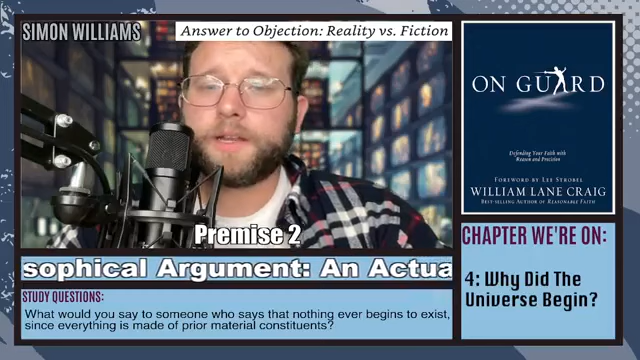 SIMON WILLIAMS
Answer to Objection: Reality vs. Fiction
Premise 2
sophical Argument: An Actua
STUDY QUESTIONS:
What would you say to someone who says that nothing ever begins to exist,
since everything is made of prior material constituents?
ON GUARD
Defending Your Faith with
Reason and Precision
FOREWORD BY LEE STROBEL
WILLIAM LANE CRAIG
BEST-SELLING AUTHOR OF REASONABLE FAITH
CHAPTER WE'RE ON:
4: Why Did The
Universe Begin?